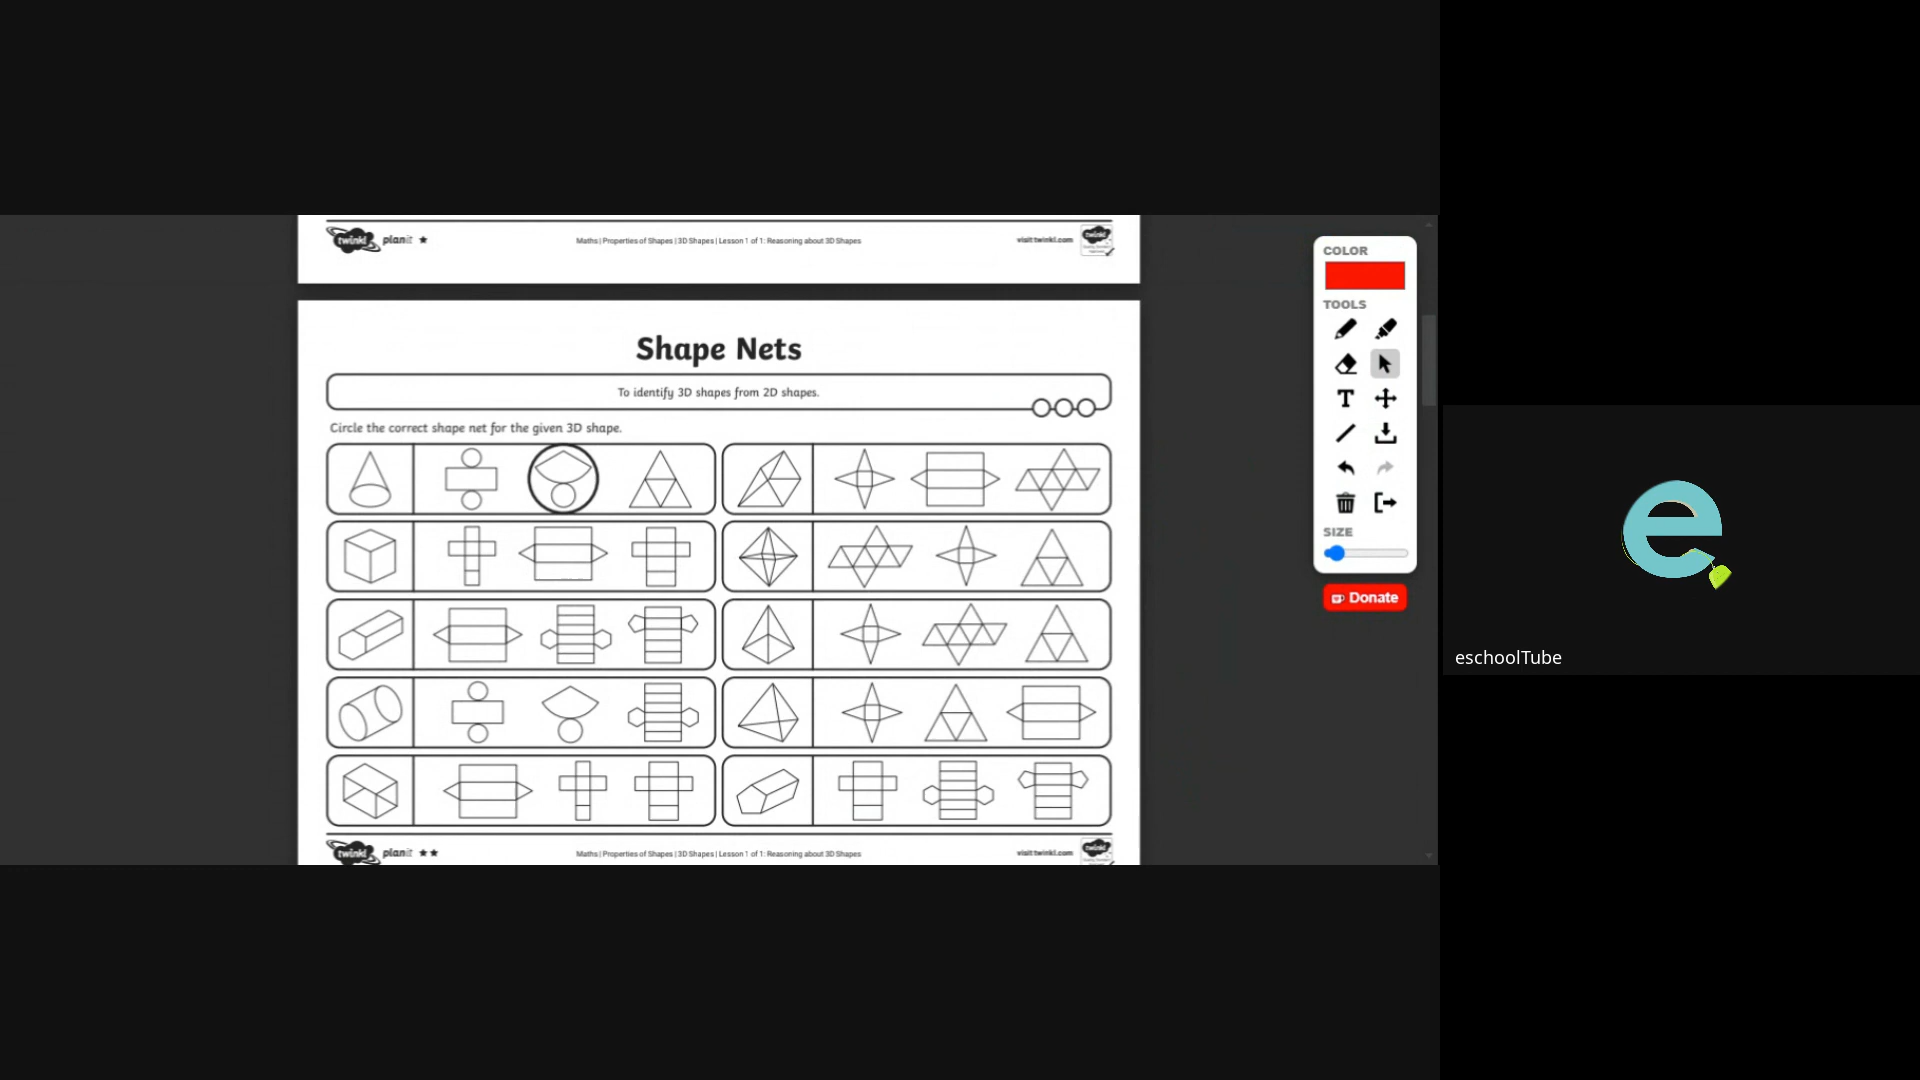 twinkl planit ★ Maths | Properties of Shapes | 3D Shapes | Lesson 1 of 1: Reasoning about 3D Shapes visit twinkl.com twinkl
Shape Nets
To identify 3D shapes from 2D shapes.
Circle the correct shape net for the given 3D shape.
twinkl planit ★★ Maths | Properties of Shapes | 3D Shapes | Lesson 1 of 1: Reasoning about 3D Shapes visit twinkl.com twinkl
COLOR
TOOLS
T
SIZE
Donate
e
eschoolTube